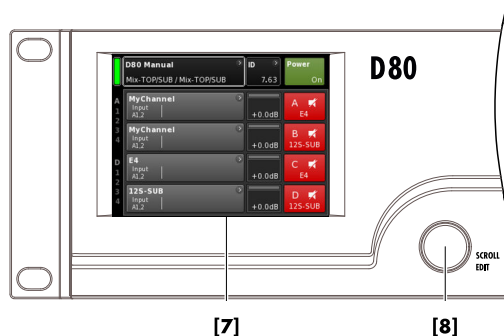 D80 Manual
Mix-TOP/SUB / Mix-TOP/SUB
ID
7.63
Power
On
D80
A
1
2
3
4
D
1
2
3
4
MyChannel
Input
A1.2
+0.0dB
A
E4
MyChannel
Input
A1.2
+0.0dB
B
12S-SUB
E4
Input
A1.2
+0.0dB
C
E4
12S-SUB
Input
A1.2
+0.0dB
D
12S-SUB
SCROLL
EDIT
[7]
[8]